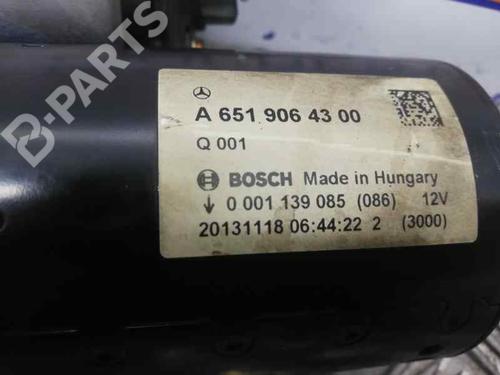 A 651 906 43 00
Q 001
BOSCH Made in Hungary
↓ 0 001 139 085 (086) 12V
20131118 06:44:22 2 (3000)
B-PARTS